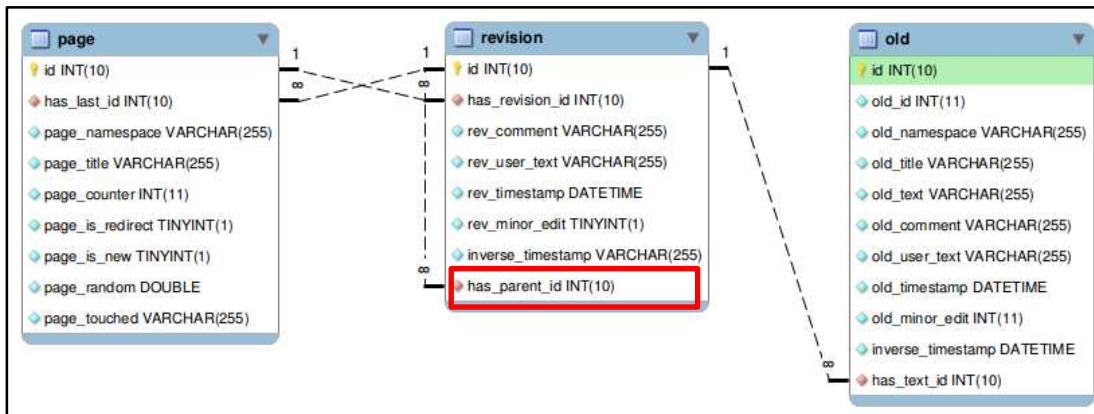 page
id INT(10)
has_last_id INT(10)
page_namespace VARCHAR(255)
page_title VARCHAR(255)
page_counter INT(11)
page_is_redirect TINYINT(1)
page_is_new TINYINT(1)
page_random DOUBLE
page_touched VARCHAR(255)
1
8
1
8
8
revision
id INT(10)
has_revision_id INT(10)
rev_comment VARCHAR(255)
rev_user_text VARCHAR(255)
rev_timestamp DATETIME
rev_minor_edit TINYINT(1)
inverse_timestamp VARCHAR(255)
has_parent_id INT(10)
1
8
old
id INT(10)
old_id INT(11)
old_namespace VARCHAR(255)
old_title VARCHAR(255)
old_text VARCHAR(255)
old_comment VARCHAR(255)
old_user_text VARCHAR(255)
old_timestamp DATETIME
old_minor_edit INT(11)
inverse_timestamp DATETIME
has_text_id INT(10)